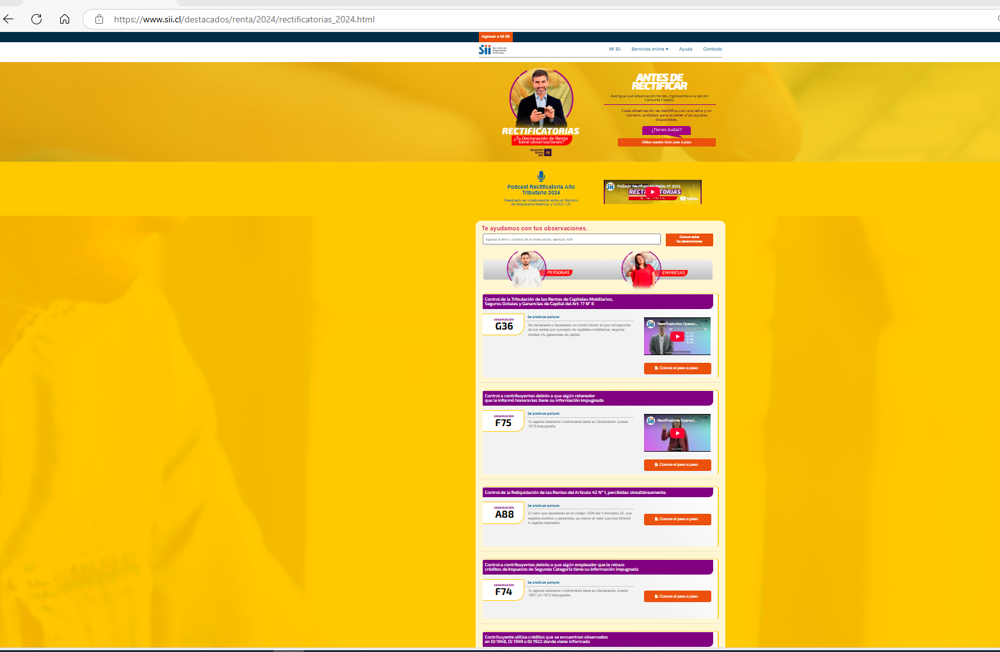 https://www.sii.cl/destacados/renta/2024/rectificatorias_2024.html
Ingresar a Mi Sii
Sii Servicio de
Impuestos
Internos
Mi Sii
Servicios online
Ayuda
Contacto
RECTIFICATORIAS
¿Tu Declaración de Renta
tiene observaciones?
Operación
Renta
ANTES DE
RECTIFICAR
Averigua qué observación tienes, ingresando a la opción
Consulta Estado.
Cada observación se identifica con una letra y un
número, anótalos para acceder a las ayudas
disponibles.
¿Tienes dudas?
Utiliza nuestra Guía paso a paso
Podcast Rectificatoria Año
Tributario 2024
Realizado en colaboración entre el Servicio
de Impuestos Internos y DUOC UC.
Sii Podcast Rectificatoria Renta AT 2024
RECTIFICATORIAS
YouTube
Te ayudamos con tus observaciones.
Ingresa la letra y número de la observación, ejemplo: A88
Conoce todas
las observaciones
PERSONAS
EMPRESAS
Control de la Tributación de las Rentas de Capitales Mobiliarios,
Seguros Dotales y Ganancias de Capital del Art. 17 N° 8
OBSERVACIÓN
G36
Se produce porque:
No declaraste o declaraste un monto menor al que corresponde
de tus rentas por concepto de capitales mobiliarios, seguros
dotales y/o ganancias de capital.
Sii Rectificatorias Operac...
Conoce el paso a paso
Control a contribuyentes debido a que algún retenedor
que le informó honorarios tiene su información impugnada
OBSERVACIÓN
F75
Se produce porque:
Tu agente retenedor o informante tiene su Declaración Jurada
1879 impugnada.
Sii Rectificatoria Operaci...
Conoce el paso a paso
Control de la Reliquidación de las Rentas del Artículo 42 N° 1, percibidas simultáneamente.
OBSERVACIÓN
A88
Se produce porque:
El valor que declaraste en el código 1098 del Formulario 22, que
registra sueldos y pensiones, es menor al valor que nos informó
tu agente retenedor.
Conoce el paso a paso
Control a contribuyentes debido a que algún empleador que le retuvo
créditos de Impuesto de Segunda Categoría tiene su información impugnada
OBSERVACIÓN
F74
Se produce porque:
Tu agente retenedor o informante tiene su Declaración Jurada
1887 y/o 1812 impugnada.
Conoce el paso a paso
Contribuyente utiliza créditos que se encuentran observados
en DJ 1948, DJ 1949 o DJ 1922 donde viene informado